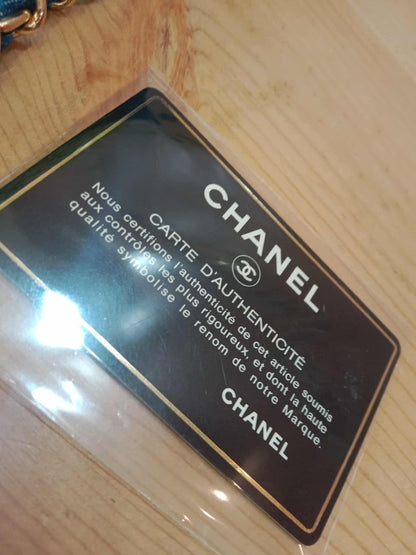 CHANEL
CARTE D'AUTHENTICITÉ
Nous certifions l'authenticité de cet article soumis
aux contrôles les plus rigoureux, et dont la haute
qualité symbolise le renom de notre Marque.
CHANEL